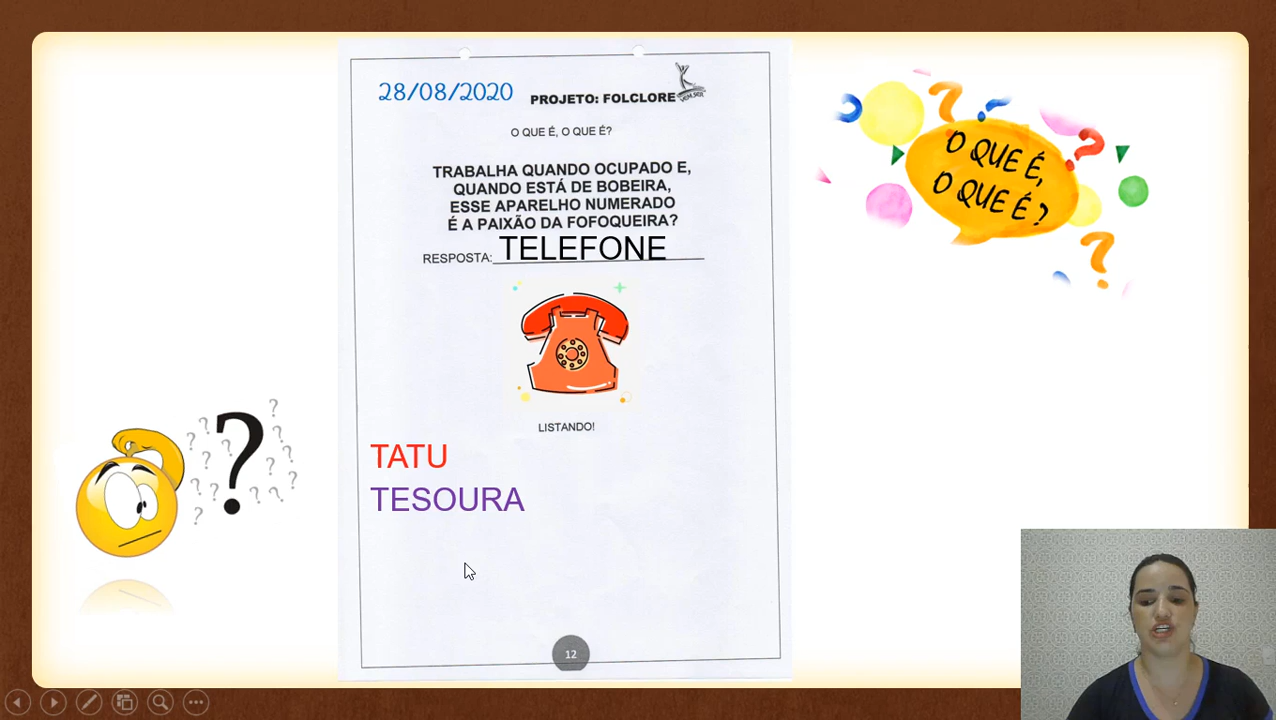 28/08/2020
PROJETO: FOLCLORE
O QUE É, O QUE É?
TRABALHA QUANDO OCUPADO E,
QUANDO ESTÁ DE BOBEIRA,
ESSE APARELHO NUMERADO
É A PAIXÃO DA FOFOQUEIRA?
RESPOSTA: TELEFONE
LISTANDO!
TATU
TESOURA
12
O QUE É,
O QUE É?
?